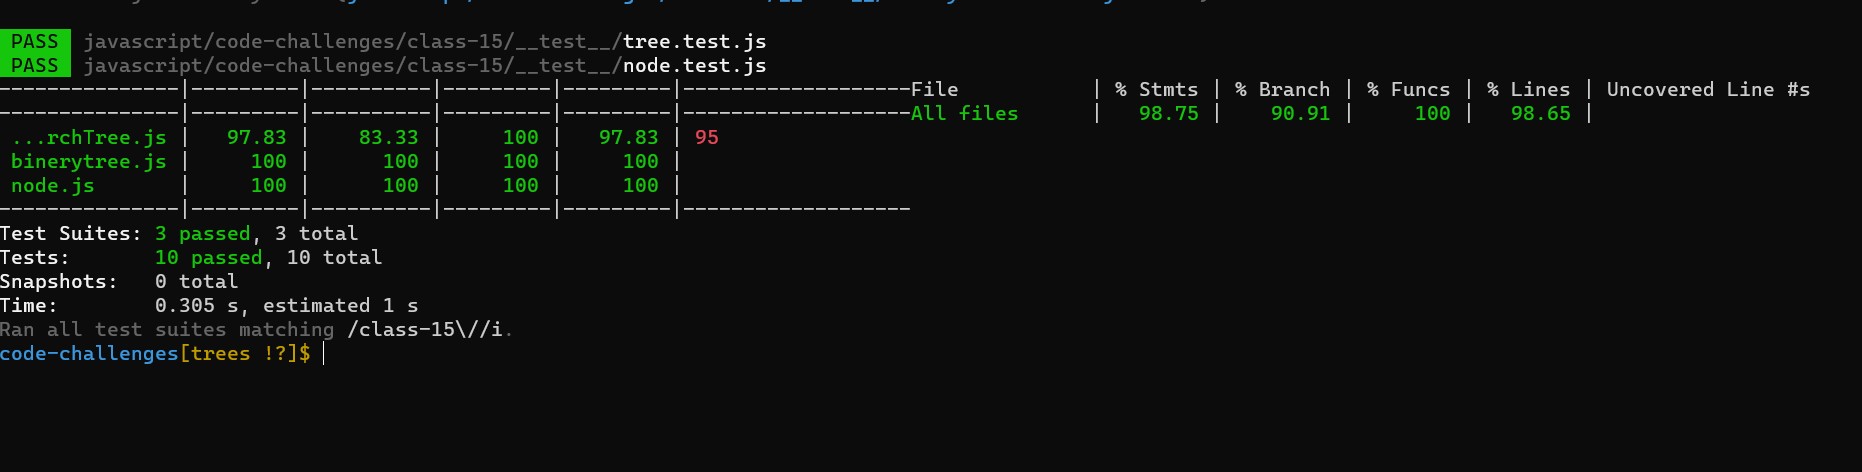 PASS javascript/code-challenges/class-15/__test__/tree.test.js
PASS javascript/code-challenges/class-15/__test__/node.test.js
---------------|---------|----------|---------|---------|-------------------File           | % Stmts | % Branch | % Funcs | % Lines | Uncovered Line #s
---------------|---------|----------|---------|---------|-------------------All files      |   98.75 |    90.91 |     100 |   98.65 |
 ...rchTree.js |   97.83 |    83.33 |     100 |   97.83 | 95
 binerytree.js |     100 |      100 |     100 |     100 |
 node.js       |     100 |      100 |     100 |     100 |
---------------|---------|----------|---------|---------|-------------------
Test Suites: 3 passed, 3 total
Tests:       10 passed, 10 total
Snapshots:   0 total
Time:        0.305 s, estimated 1 s
Ran all test suites matching /class-15\//i.
code-challenges[trees !?]$